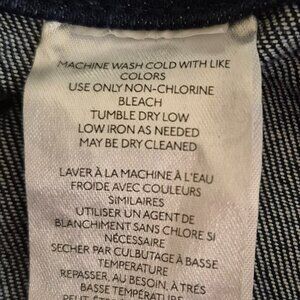 MACHINE WASH COLD WITH LIKE
COLORS
USE ONLY NON-CHLORINE
BLEACH
TUMBLE DRY LOW
LOW IRON AS NEEDED
MAY BE DRY CLEANED
LAVER À LA MACHINE À L'EAU
FROIDE AVEC COULEURS
SIMILAIRES
UTILISER UN AGENT DE
BLANCHIMENT SANS CHLORE SI
NÉCESSAIRE
SECHER PAR CULBUTAGE À BASSE
TEMPERATURE
REPASSER, AU BESOIN, À TRÈS
BASSE TEMPÉRATURE